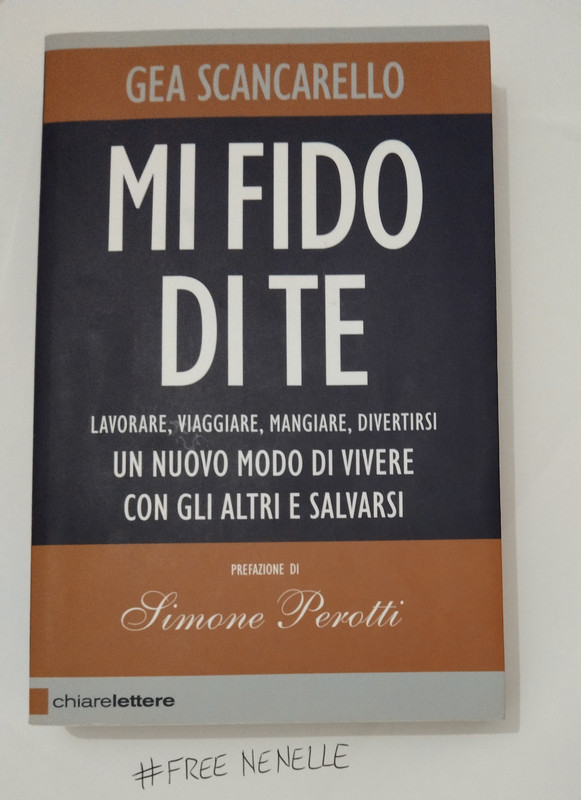 GEA SCANCARELLO
MI FIDO
DI TE
LAVORARE, VIAGGIARE, MANGIARE, DIVERTIRSI
UN NUOVO MODO DI VIVERE
CON GLI ALTRI E SALVARSI
PREFAZIONE DI
Simone Perotti
chiarelettere
#FREE NENELLE